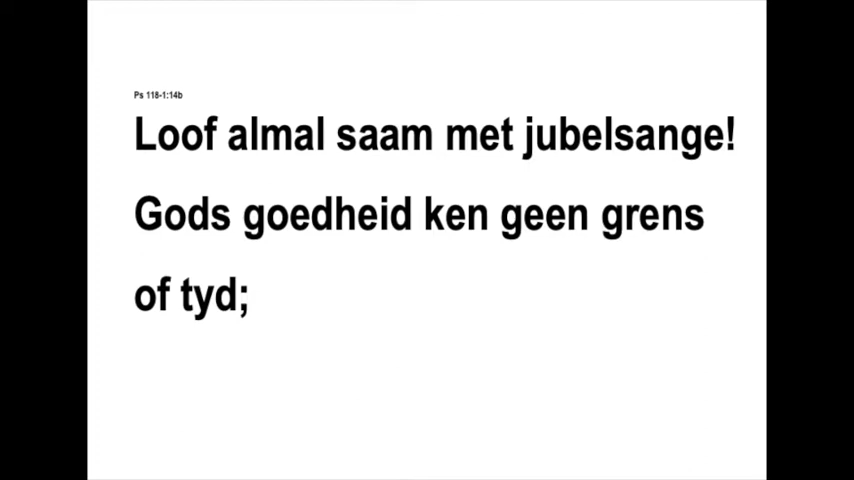 Ps 118-1:14b
Loof almal saam met jubelsange!
Gods goedheid ken geen grens
of tyd;